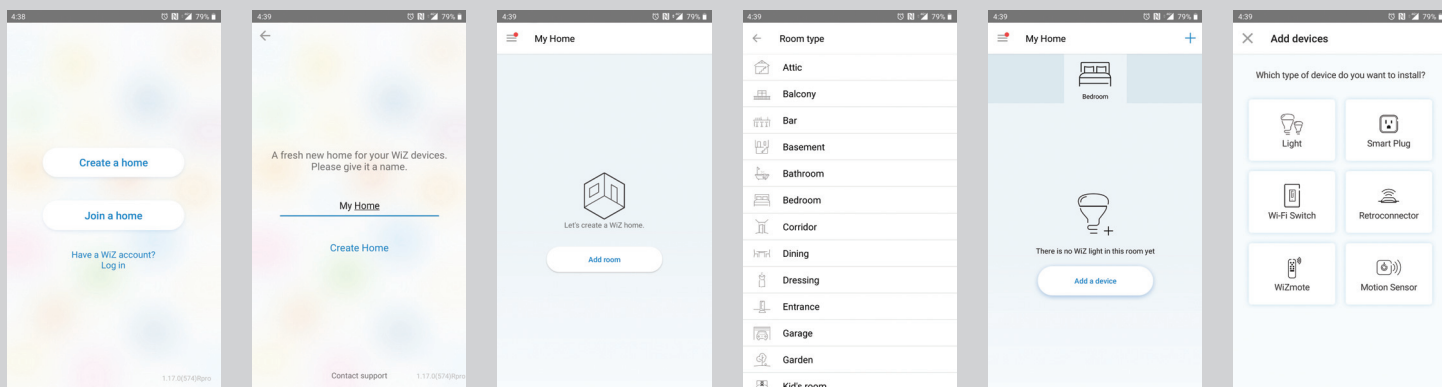 4:38
79%
Create a home
Join a home
Have a WiZ account?
Log in
1.17.0(574)Rpro
4:39
79%
A fresh new home for your WiZ devices.
Please give it a name.
My Home
Create Home
Contact support
1.17.0(574)Rpro
4:39
79%
My Home
Let's create a WiZ home.
Add room
4:39
79%
Room type
Attic
Balcony
Bar
Basement
Bathroom
Bedroom
Corridor
Dining
Dressing
Entrance
Garage
Garden
Kid's room
4:39
79%
My Home
Bedroom
There is no WiZ light in this room yet
Add a device
4:39
79%
Add devices
Which type of device do you want to install?
Light
Smart Plug
Wi-Fi Switch
Retroconnector
WiZmote
Motion Sensor